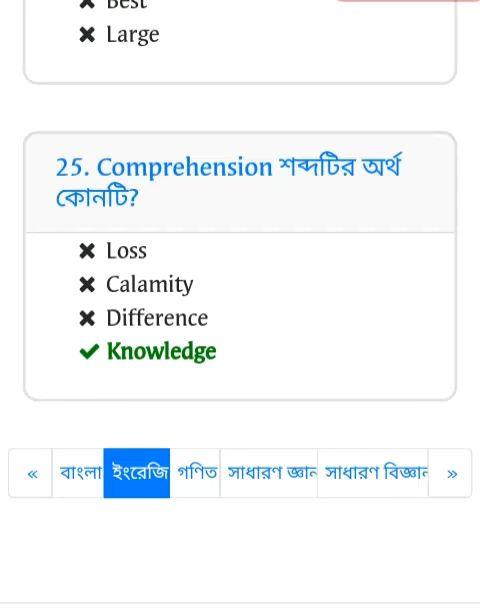 Best
Large
25. Comprehension শব্দটির অর্থ
কোনটি?
Loss
Calamity
Difference
Knowledge
« বাংলা ইংরেজি গণিত সাধারণ জ্ঞান সাধারণ বিজ্ঞান »